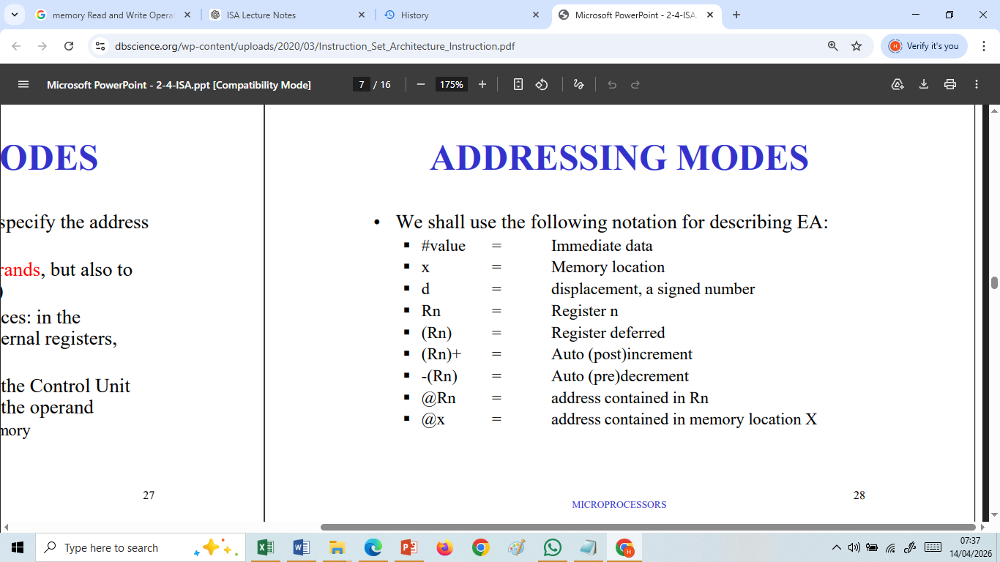 memory Read and Write Opera
ISA Lecture Notes
History
Microsoft PowerPoint - 2-4-ISA.
dbscience.org/wp-content/uploads/2020/03/Instruction_Set_Architecture_Instruction.pdf
Verify it's you
Microsoft PowerPoint - 2-4-ISA.ppt [Compatibility Mode]
7 / 16
175%
ODES
specify the address
rands, but also to
)
ces: in the
ernal registers,
the Control Unit
the operand
mory
27
ADDRESSING MODES
• We shall use the following notation for describing EA:
▪ #value = Immediate data
▪ x = Memory location
▪ d = displacement, a signed number
▪ Rn = Register n
▪ (Rn) = Register deferred
▪ (Rn)+ = Auto (post)increment
▪ -(Rn) = Auto (pre)decrement
▪ @Rn = address contained in Rn
▪ @x = address contained in memory location X
28
MICROPROCESSORS
Type here to search
07:37
14/04/2026